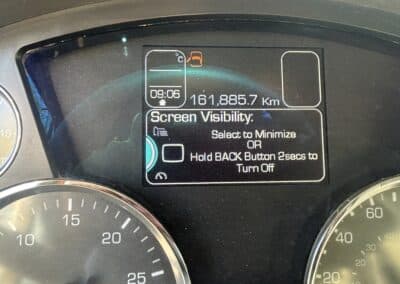 °C
09:06
161,885.7 Km
Screen Visibility:
Select to Minimize
OR
Hold BACK Button 2secs to
Turn Off
10
15
20
25
20
40
60